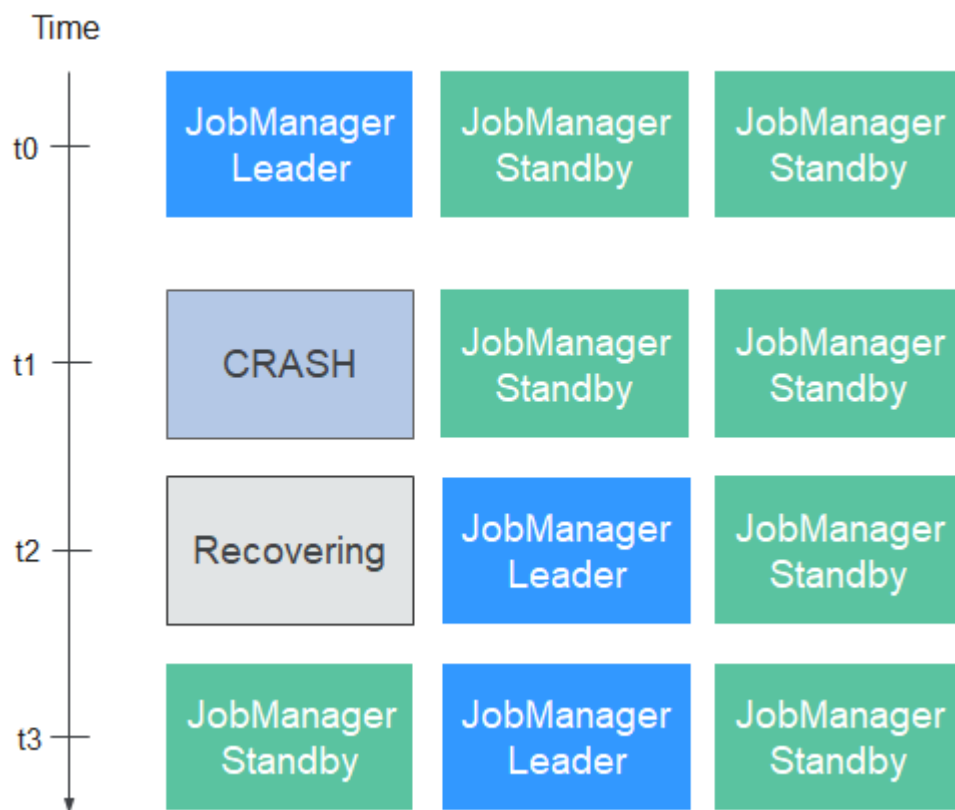 Time
t0
JobManager
Leader
JobManager
Standby
JobManager
Standby
t1
CRASH
JobManager
Standby
JobManager
Standby
t2
Recovering
JobManager
Leader
JobManager
Standby
t3
JobManager
Standby
JobManager
Leader
JobManager
Standby